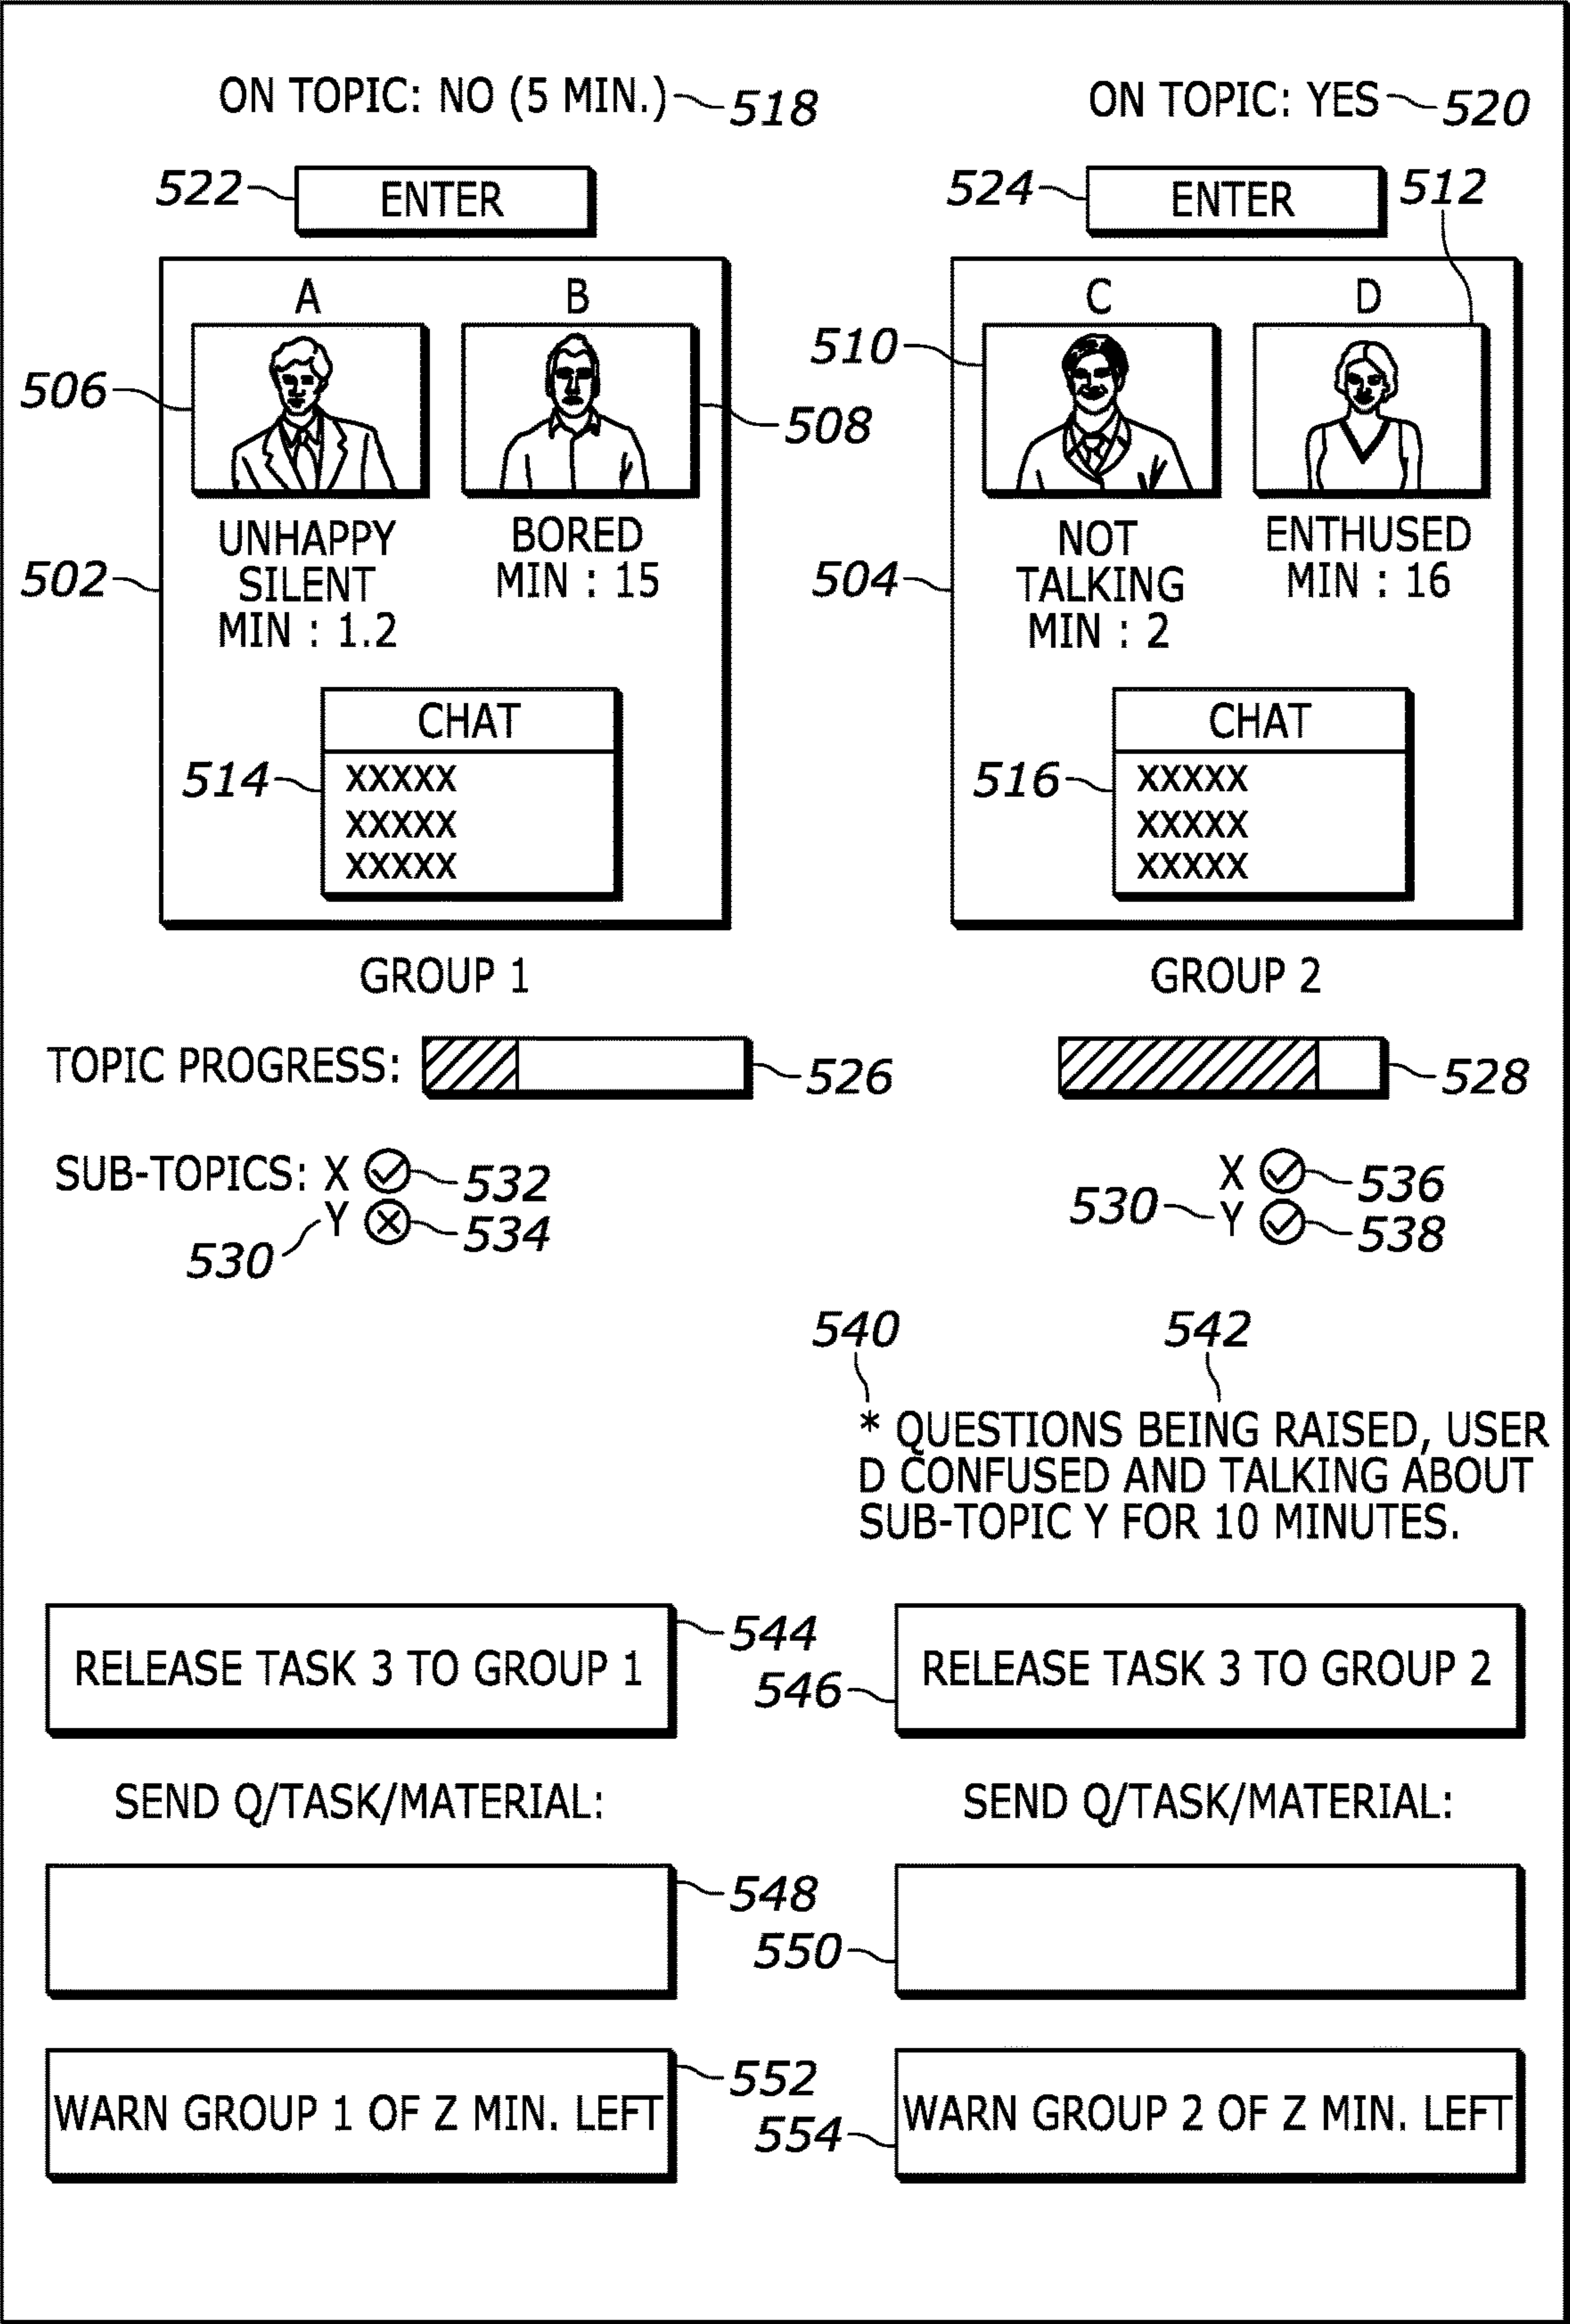 ON TOPIC: NO (5 MIN.) 518
ON TOPIC: YES 520
522 ENTER
524 ENTER 512
A B
C D
506
508
510
UNHAPPY
SILENT
MIN : 1.2
BORED
MIN : 15
NOT
TALKING
MIN : 2
ENTHUSED
MIN : 16
502
504
CHAT
514 XXXXX
XXXXX
XXXXX
CHAT
516 XXXXX
XXXXX
XXXXX
GROUP 1
GROUP 2
TOPIC PROGRESS: 526
528
SUB-TOPICS: X 532
530 Y 534
X 536
530 Y 538
540 542
* QUESTIONS BEING RAISED, USER
D CONFUSED AND TALKING ABOUT
SUB-TOPIC Y FOR 10 MINUTES.
RELEASE TASK 3 TO GROUP 1 544
546 RELEASE TASK 3 TO GROUP 2
SEND Q/TASK/MATERIAL:
SEND Q/TASK/MATERIAL:
548
550
WARN GROUP 1 OF Z MIN. LEFT 552
554 WARN GROUP 2 OF Z MIN. LEFT